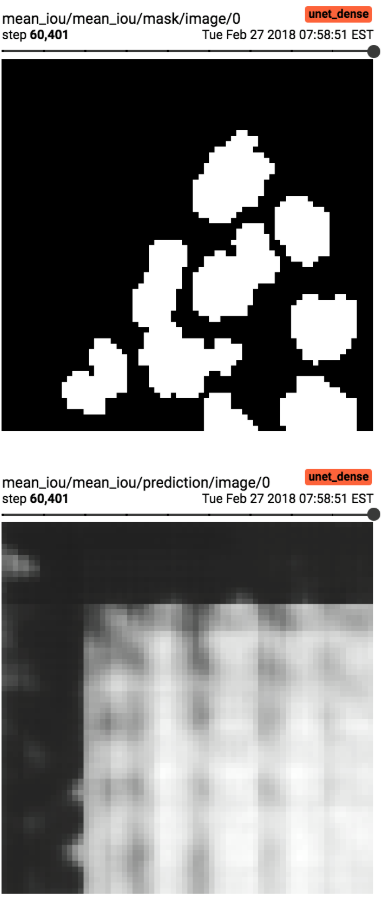 mean_iou/mean_iou/mask/image/0
unet_dense
step 60,401
Tue Feb 27 2018 07:58:51 EST
mean_iou/mean_iou/prediction/image/0
unet_dense
step 60,401
Tue Feb 27 2018 07:58:51 EST